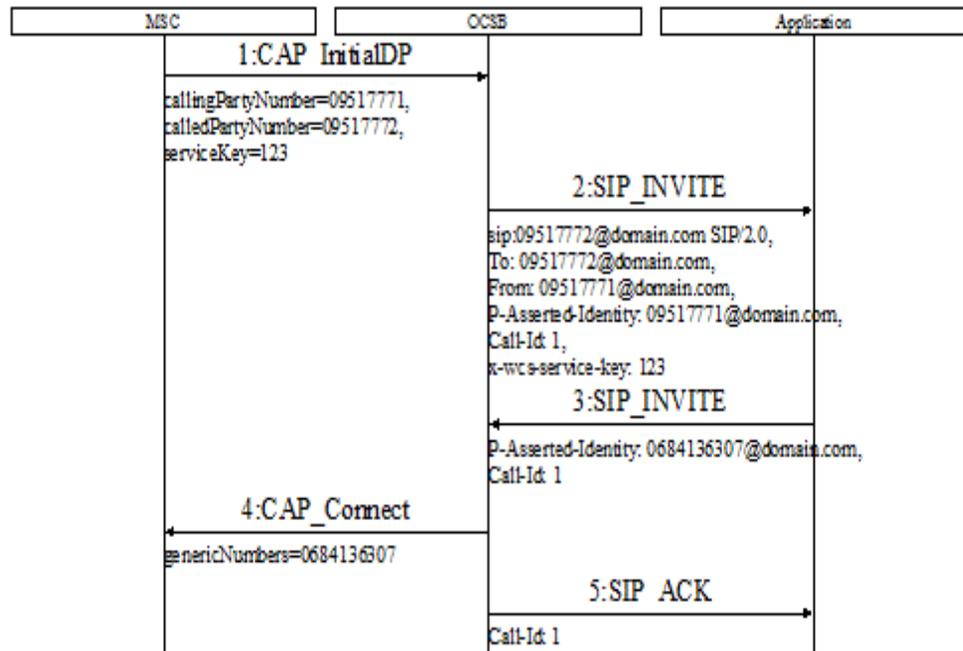 MSC OCSB Application
1:CAP_InitialDP
callingPartyNumber=09517771,
calledPartyNumber=09517772,
serviceKey=123
2:SIP_INVITE
sip:09517772@domain.com SIP/2.0,
To: 09517772@domain.com,
From: 09517771@domain.com,
P-Asserted-Identity: 09517771@domain.com,
Call-Id: 1,
x-wcs-service-key: 123
3:SIP_INVITE
P-Asserted-Identity: 0684136307@domain.com,
Call-Id: 1
4:CAP_Connect
genericNumbers=0684136307
5:SIP_ACK
Call-Id: 1